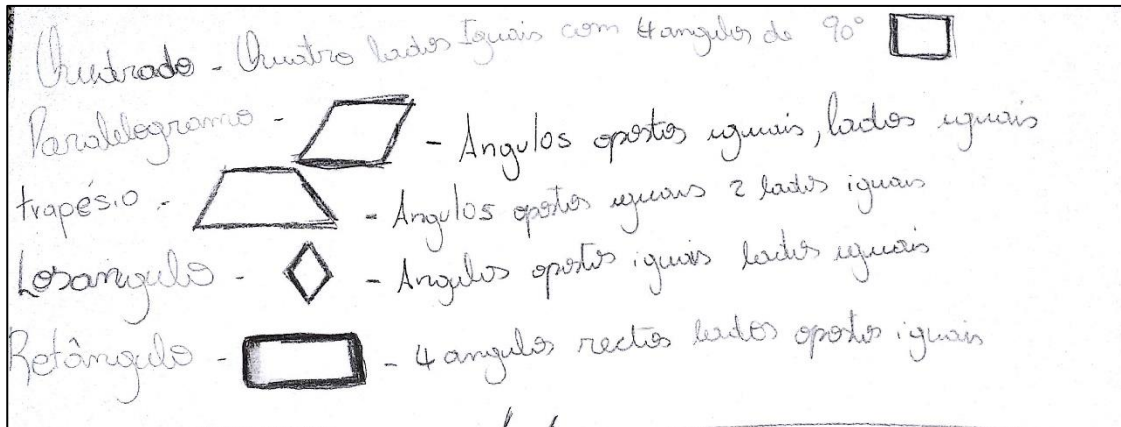 Quadrado - Quatro lados Iguais com 4 angulos de 90°
Paralelogramo - - Angulos opostos iguais, lados iguais
trapésio - - Angulos opostos iguais 2 lados iguais
Losangulo - - Angulos opostos iguais lados iguais
Retângulo - - 4 angulos rectos lados opostos iguais